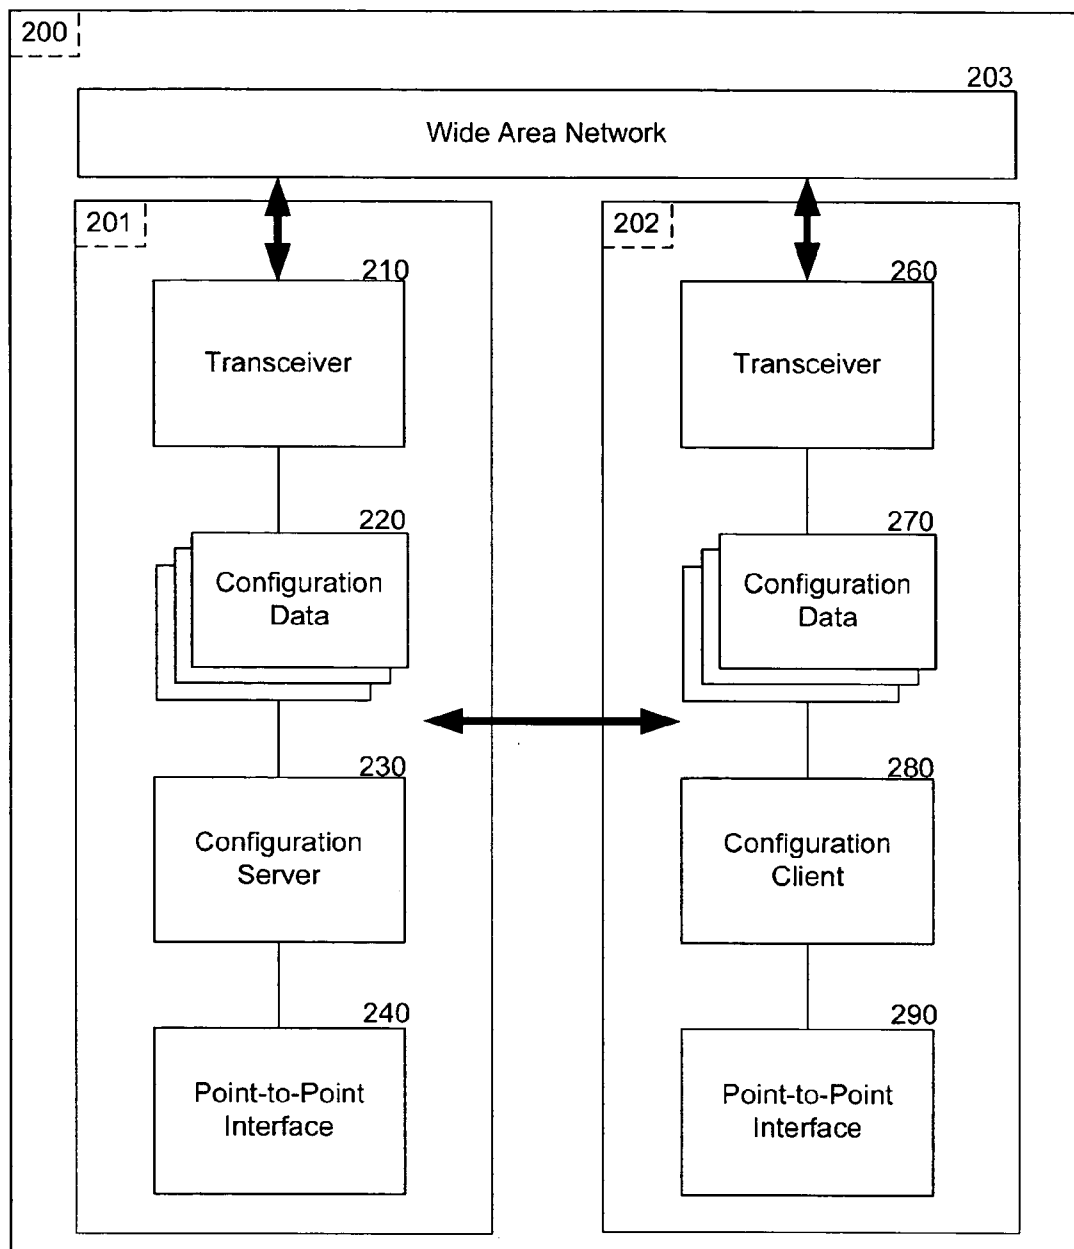 200
203
Wide Area Network
201
202
210
260
Transceiver
Transceiver
220
270
Configuration
Data
Configuration
Data
230
280
Configuration
Server
Configuration
Client
240
290
Point-to-Point
Interface
Point-to-Point
Interface